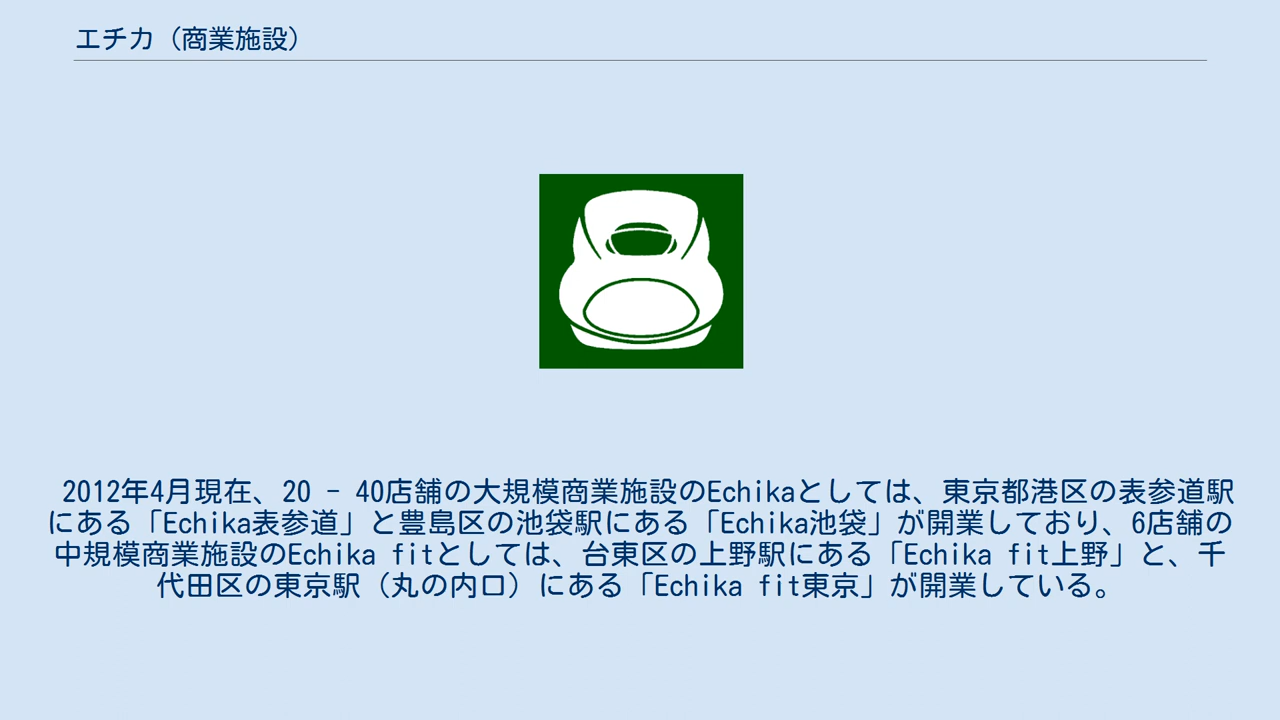 エチカ（商業施設）
2012年4月現在、20 - 40店舗の大規模商業施設のEchikaとしては、東京都港区の表参道駅
にある「Echika表参道」と豊島区の池袋駅にある「Echika池袋」が開業しており、6店舗の
中規模商業施設のEchika fitとしては、台東区の上野駅にある「Echika fit上野」と、千
代田区の東京駅（丸の内口）にある「Echika fit東京」が開業している。